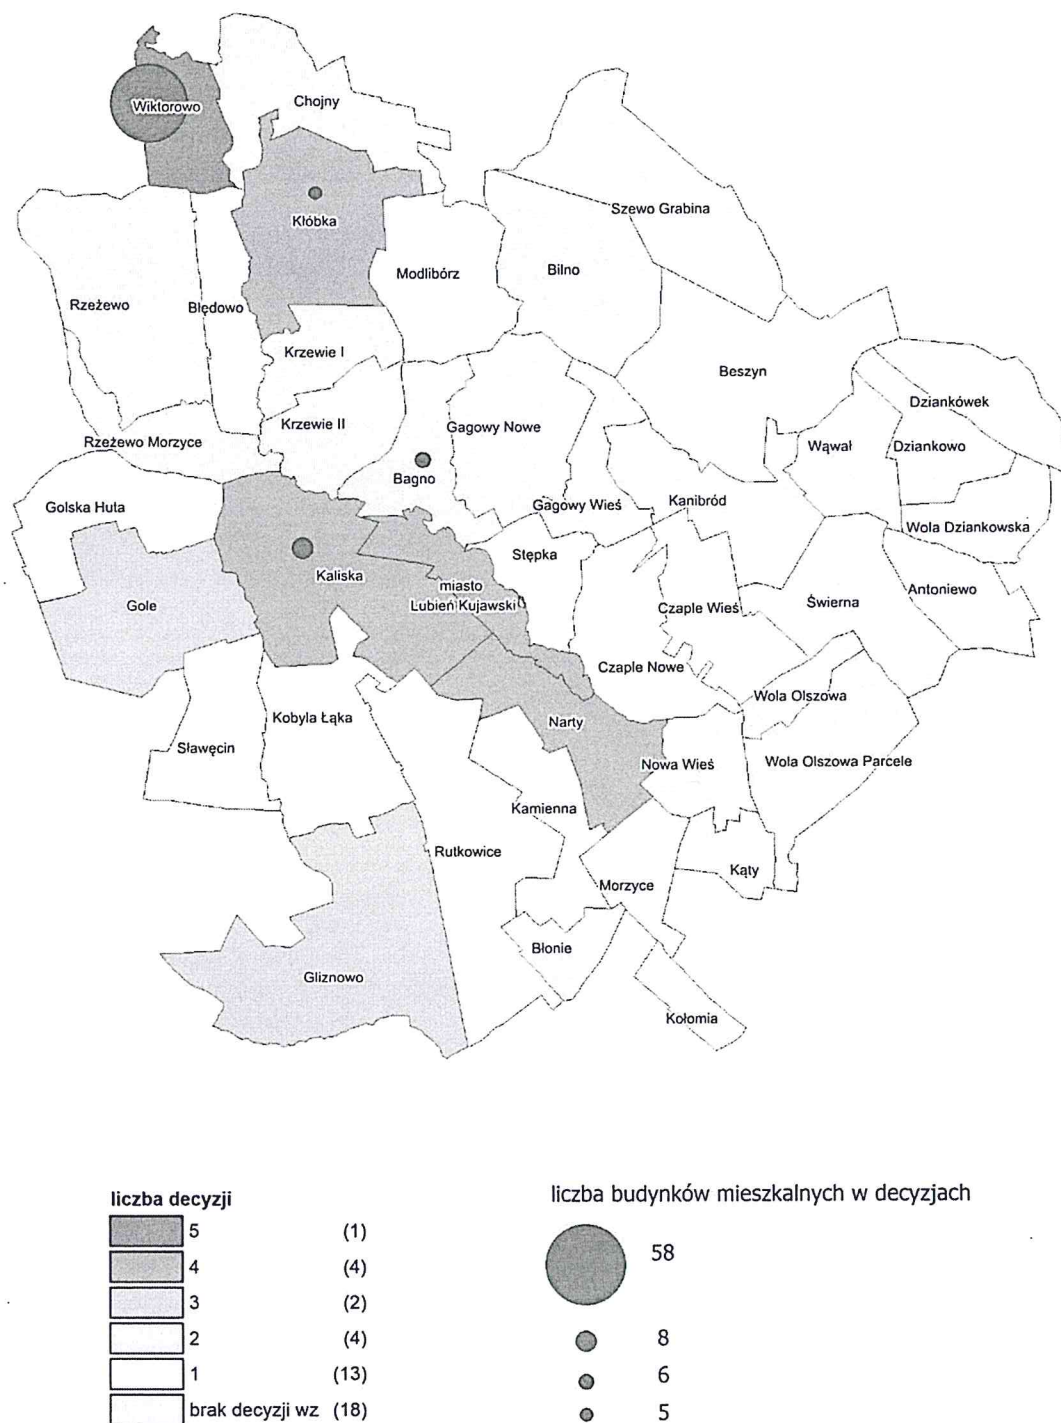 Wiktorowo
Chojny
Kłóbka
Szewo Grabina
Modlibórz
Bilno
Rzeżewo
Błędowo
Krzewie I
Beszyn
Dziankówek
Krzewie II
Gagowy Nowe
Rzeżewo Morzyce
Wąwał
Dziankowo
Bagno
Golska Huta
Gagowy Wieś
Kanibród
Wola Dziankowska
Stępka
Kaliska
miasto
Lubień Kujawski
Antoniewo
Gole
Czaple Wieś
Świerna
Czaple Nowe
Wola Olszowa
Kobyla Łąka
Narty
Sławęcin
Nowa Wieś
Wola Olszowa Parcele
Kamienna
Rutkowice
Kąty
Morzyce
Błonie
Gliznowo
Kołomia
liczba decyzji
5 (1)
4 (4)
3 (2)
2 (4)
1 (13)
brak decyzji wz (18)
liczba budynków mieszkalnych w decyzjach
58
8
6
5